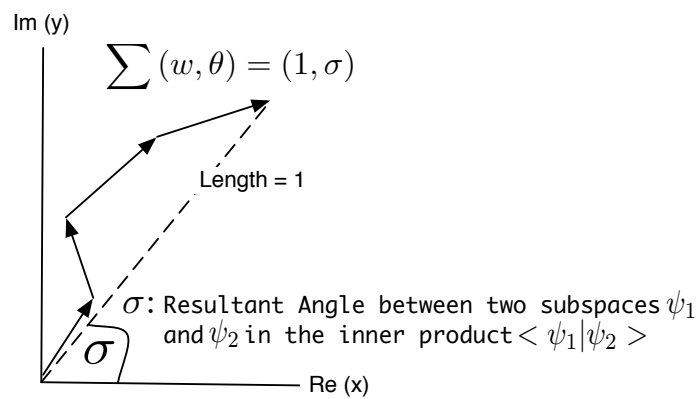 Im (y)
∑ (w, θ) = (1, σ)
Length = 1
σ: Resultant Angle between two subspaces ψ₁
and ψ₂ in the inner product < ψ₁|ψ₂ >
σ
Re (x)